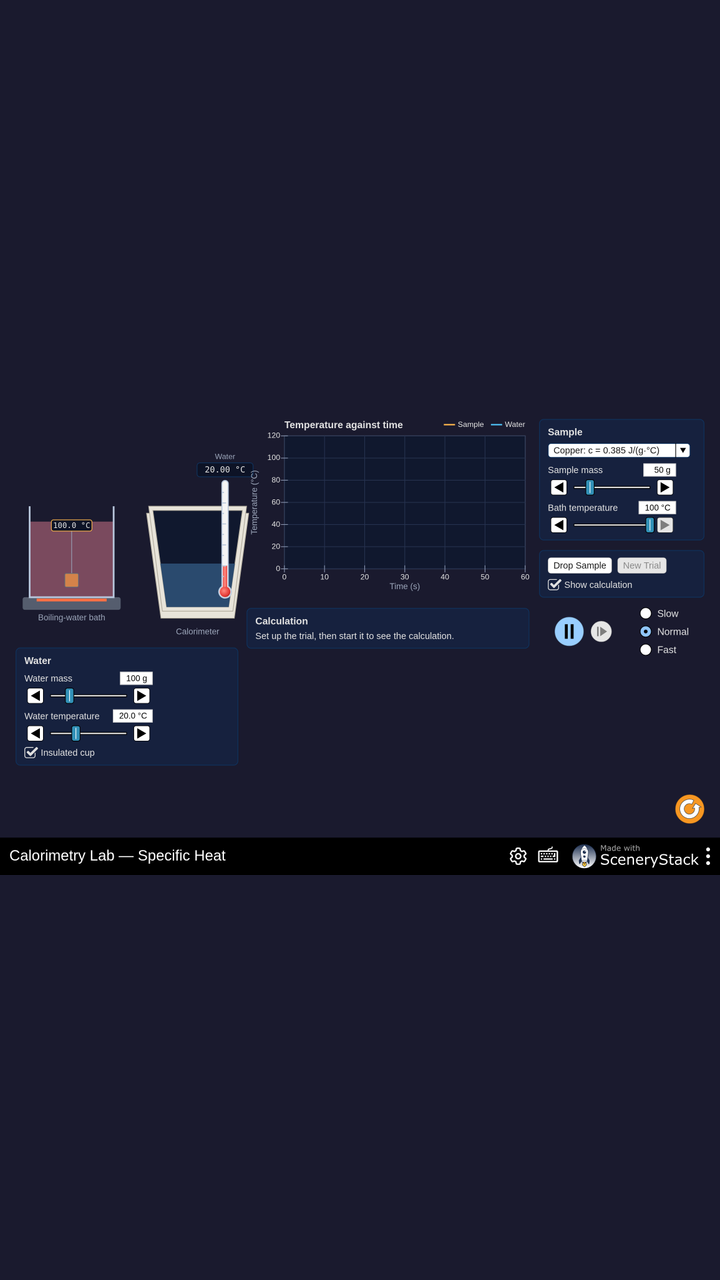 Temperature against time
Sample
Water
120
100
80
60
40
20
0
Temperature (°C)
0
10
20
30
40
50
60
Time (s)
Water
20.00 °C
100.0 °C
Boiling-water bath
Calorimeter
Sample
Copper: c = 0.385 J/(g·°C)
Sample mass
50 g
Bath temperature
100 °C
Drop Sample
New Trial
Show calculation
Slow
Normal
Fast
Calculation
Set up the trial, then start it to see the calculation.
Water
Water mass
100 g
Water temperature
20.0 °C
Insulated cup
Calorimetry Lab — Specific Heat
Made with
SceneryStack